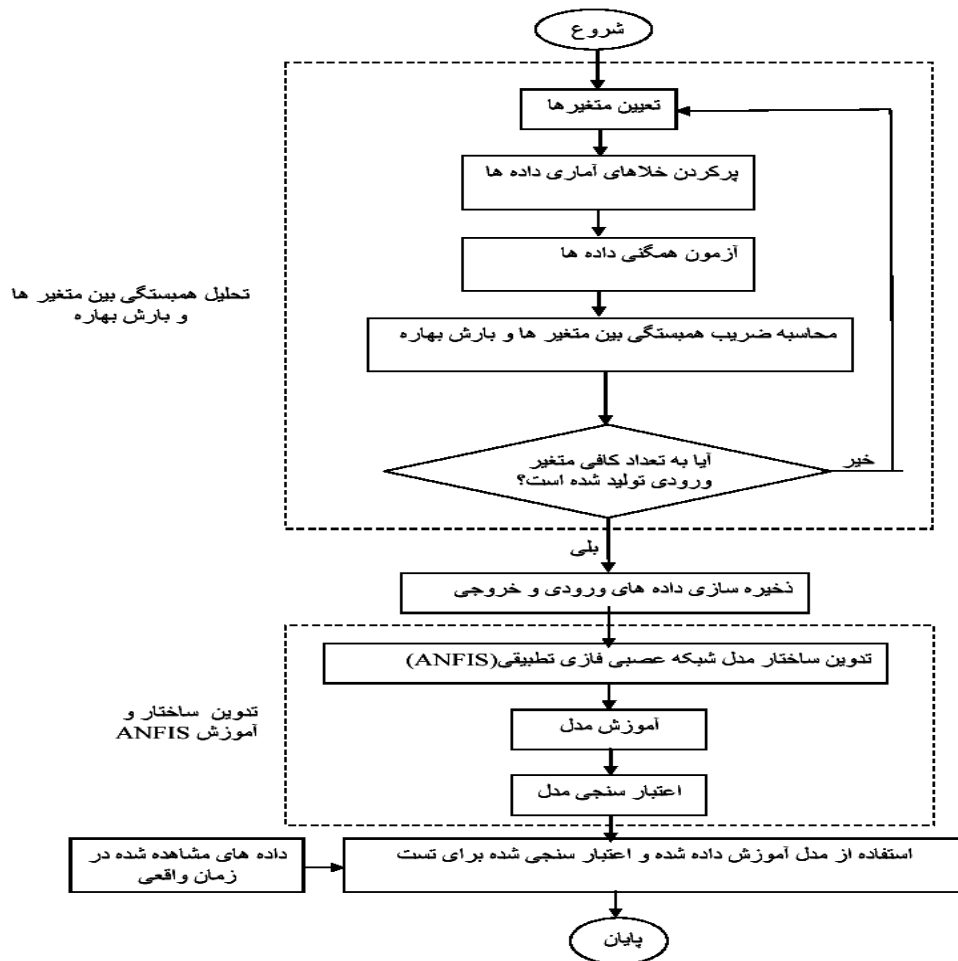 شروع
تعیین متغیرها
پرکردن خلاهای آماری داده ها
آزمون همگنی داده ها
تحلیل همبستگی بین متغیر ها
و بارش بهاره
محاسبه ضریب همبستگی بین متغیر ها و بارش بهاره
آیا به تعداد کافی متغیر
ورودی تولید شده است؟
خیر
بلی
ذخیره سازی داده های ورودی و خروجی
تدوین ساختار مدل شبکه عصبی فازی تطبیقی(ANFIS)
تدوین ساختار و
آموزش ANFIS
آموزش مدل
اعتبار سنجی مدل
داده های مشاهده شده در
زمان واقعی
استفاده از مدل آموزش داده شده و اعتبار سنجی شده برای تست
پایان